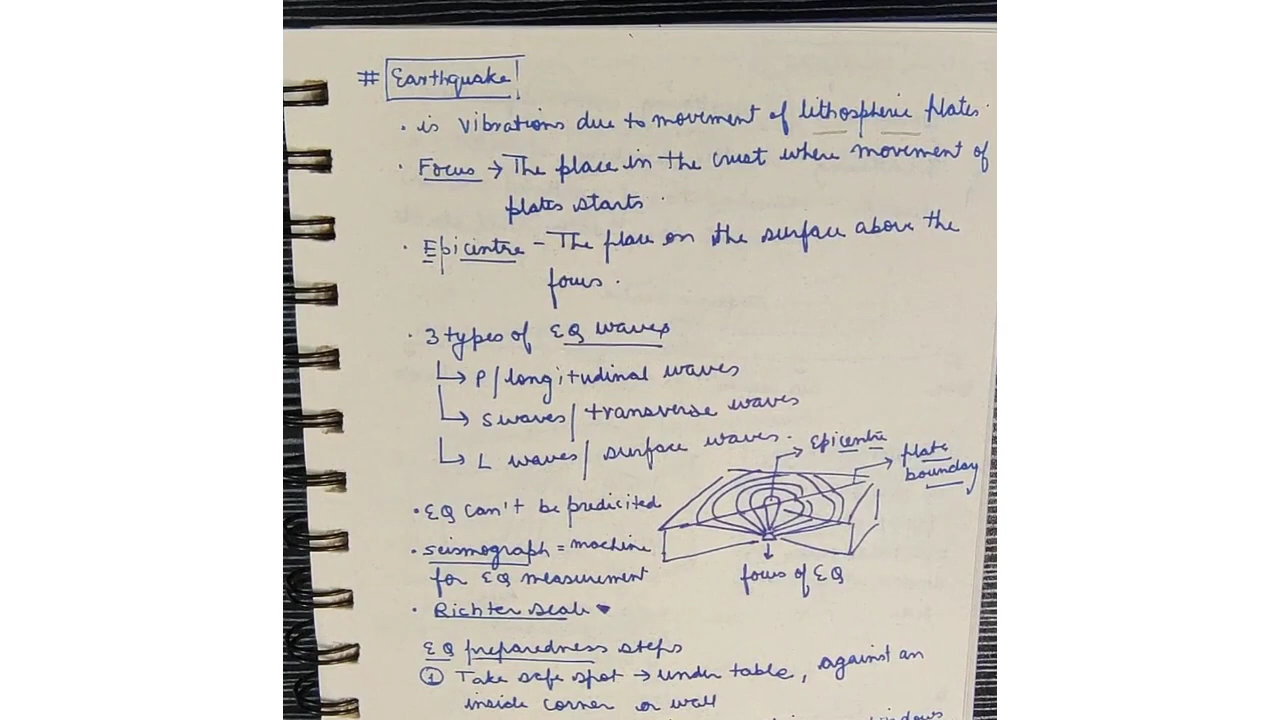 # Earthquake!
· is vibrations due to movement of lithospheric plates.
· Focus → The place in the crust where movement of
plates starts.
· Epicintre - The place on the surface above the
focus.
· 3 types of EQ waves
↳ P/longitudinal waves
↳ S waves/transverse waves
↳ L waves/surface waves.
Epicentre
plate
boundary
· EQ can't be predicited
· seismograph = machine
for EQ measurement
focus of EQ
· Richter scale
EQ preparedness steps
① Take safe spot → under table, against an
inside corner or wall
windows